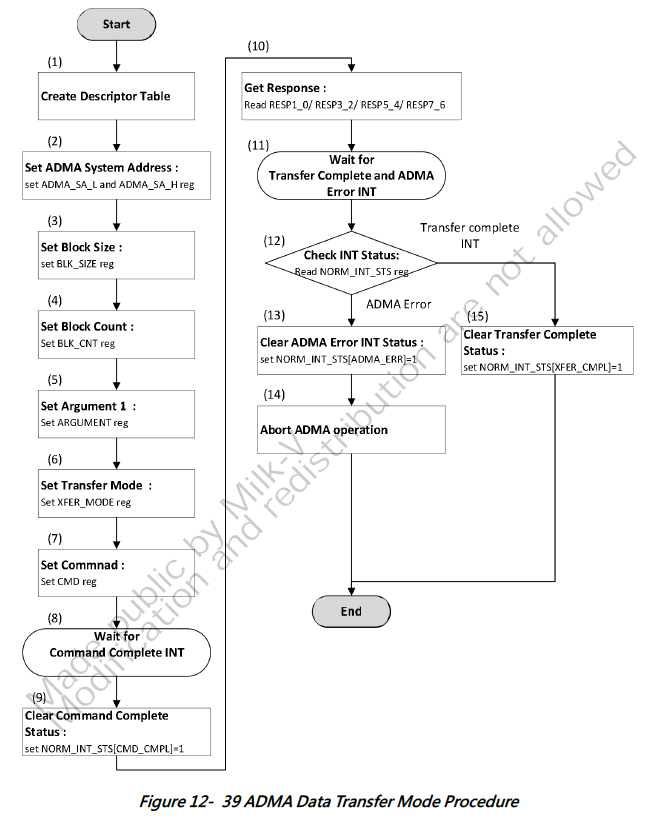 Start
(1)
Create Descriptor Table
(2)
Set ADMA System Address :
set ADMA_SA_L and ADMA_SA_H reg
(3)
Set Block Size :
set BLK_SIZE reg
(4)
Set Block Count :
Set BLK_CNT reg
(5)
Set Argument 1 :
Set ARGUMENT reg
(6)
Set Transfer Mode :
Set XFER_MODE reg
(7)
Set Commnad :
Set CMD reg
(8)
Wait for
Command Complete INT
(9)
Clear Command Complete
Status :
set NORM_INT_STS[CMD_CMPL]=1
(10)
Get Response :
Read RESP1_0/ RESP3_2/ RESP5_4/ RESP7_6
(11)
Wait for
Transfer Complete and ADMA
Error INT
(12)
Check INT Status:
Read NORM_INT_STS reg
Transfer complete
INT
ADMA Error
(13)
Clear ADMA Error INT Status :
set NORM_INT_STS[ADMA_ERR]=1
(14)
Abort ADMA operation
(15)
Clear Transfer Complete
Status :
set NORM_INT_STS[XFER_CMPL]=1
End
Made public by Milk-V
Modification and redistribution are not allowed
Figure 12- 39 ADMA Data Transfer Mode Procedure